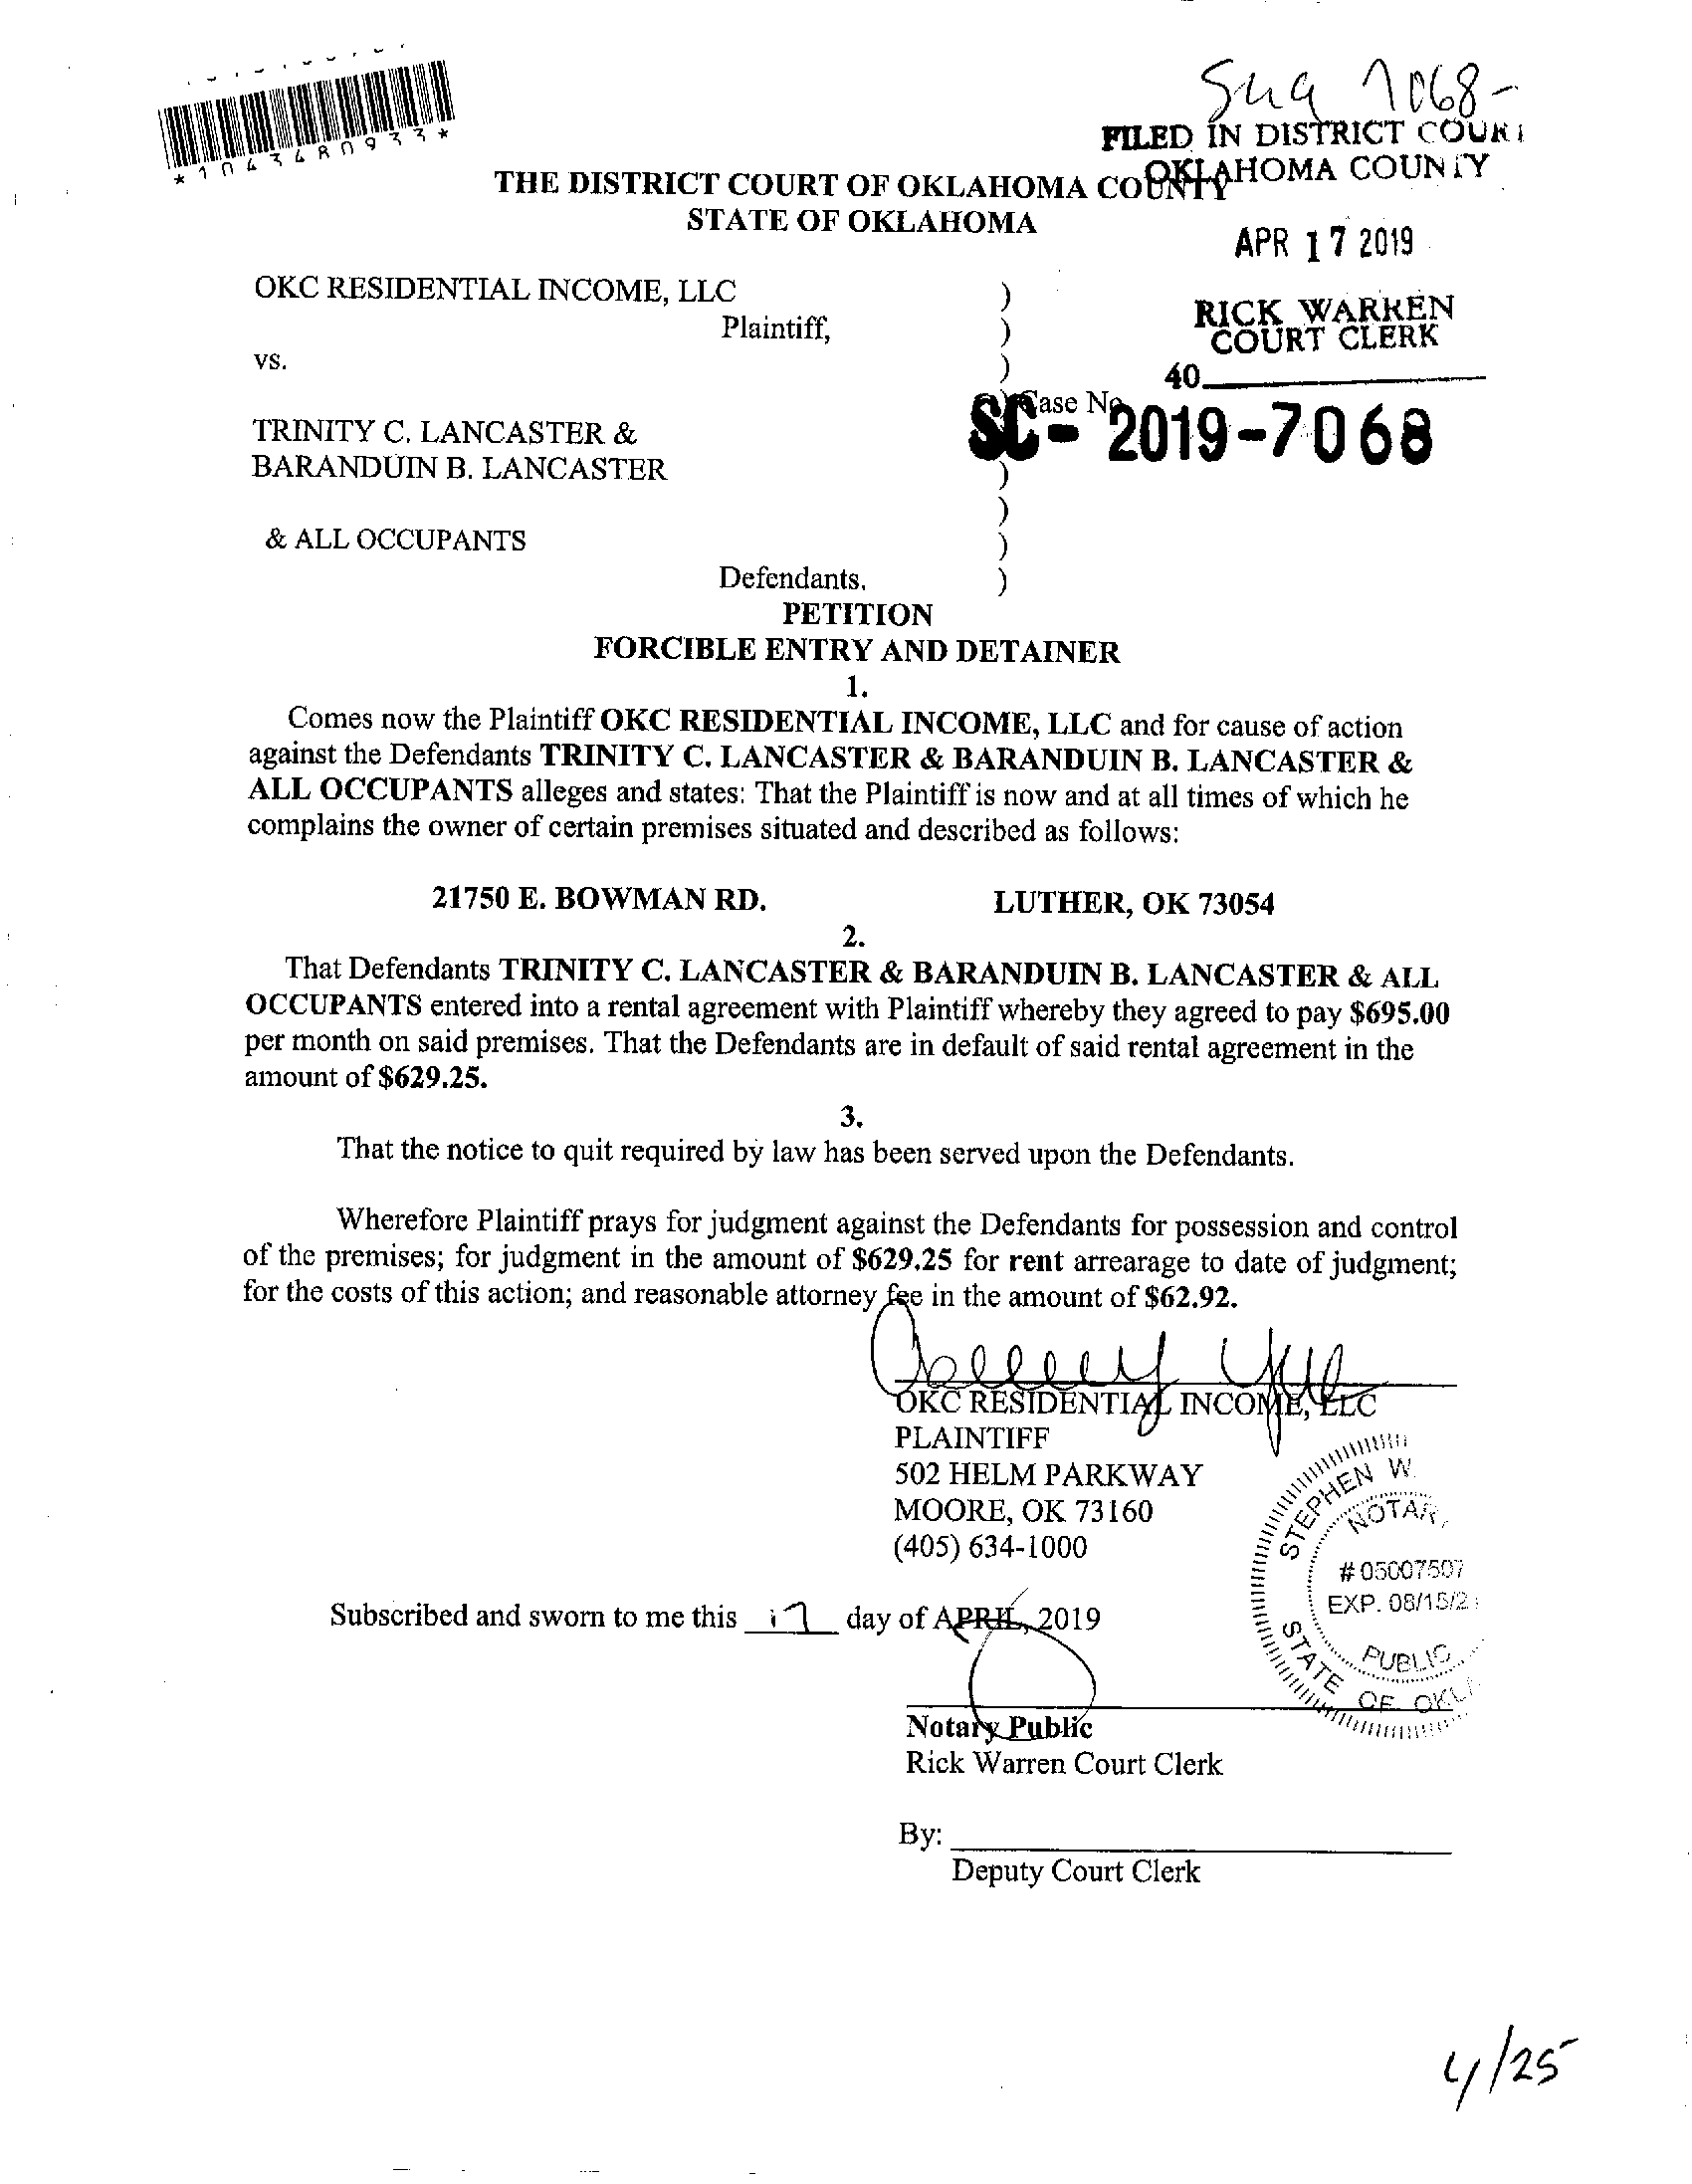 *1043480933*
7068-
FILED IN DISTRICT COURT
OKLAHOMA COUNTY
THE DISTRICT COURT OF OKLAHOMA COUNTY
STATE OF OKLAHOMA
APR 17 2019
OKC RESIDENTIAL INCOME, LLC )
Plaintiff, )
RICK WARREN
COURT CLERK
vs. )
40
) Case No
SC- 2019-7068
TRINITY C. LANCASTER &
BARANDUIN B. LANCASTER )
)
& ALL OCCUPANTS )
Defendants. )
PETITION
FORCIBLE ENTRY AND DETAINER
1.
Comes now the Plaintiff OKC RESIDENTIAL INCOME, LLC and for cause of action
against the Defendants TRINITY C. LANCASTER & BARANDUIN B. LANCASTER &
ALL OCCUPANTS alleges and states: That the Plaintiff is now and at all times of which he
complains the owner of certain premises situated and described as follows:
21750 E. BOWMAN RD. LUTHER, OK 73054
2.
That Defendants TRINITY C. LANCASTER & BARANDUIN B. LANCASTER & ALL
OCCUPANTS entered into a rental agreement with Plaintiff whereby they agreed to pay $695.00
per month on said premises. That the Defendants are in default of said rental agreement in the
amount of $629.25.
3.
That the notice to quit required by law has been served upon the Defendants.
Wherefore Plaintiff prays for judgment against the Defendants for possession and control
of the premises; for judgment in the amount of $629.25 for rent arrearage to date of judgment;
for the costs of this action; and reasonable attorney fee in the amount of $62.92.
OKC RESIDENTIAL INCOME, LLC
PLAINTIFF
502 HELM PARKWAY
MOORE, OK 73160
(405) 634-1000
STEPHEN W.
NOTAR
# 05007507
EXP. 08/15/2
PUBLIC
STATE OF OKLA
Subscribed and sworn to me this 17 day of APRIL, 2019
Notary Public
Rick Warren Court Clerk
By:
Deputy Court Clerk
4/25